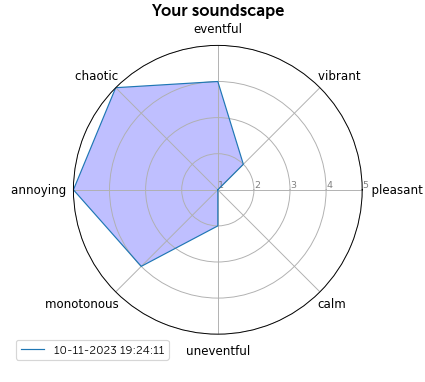 Your soundscape
eventful
chaotic
vibrant
annoying
1
2
3
4
5
pleasant
monotonous
calm
uneventful
10-11-2023 19:24:11